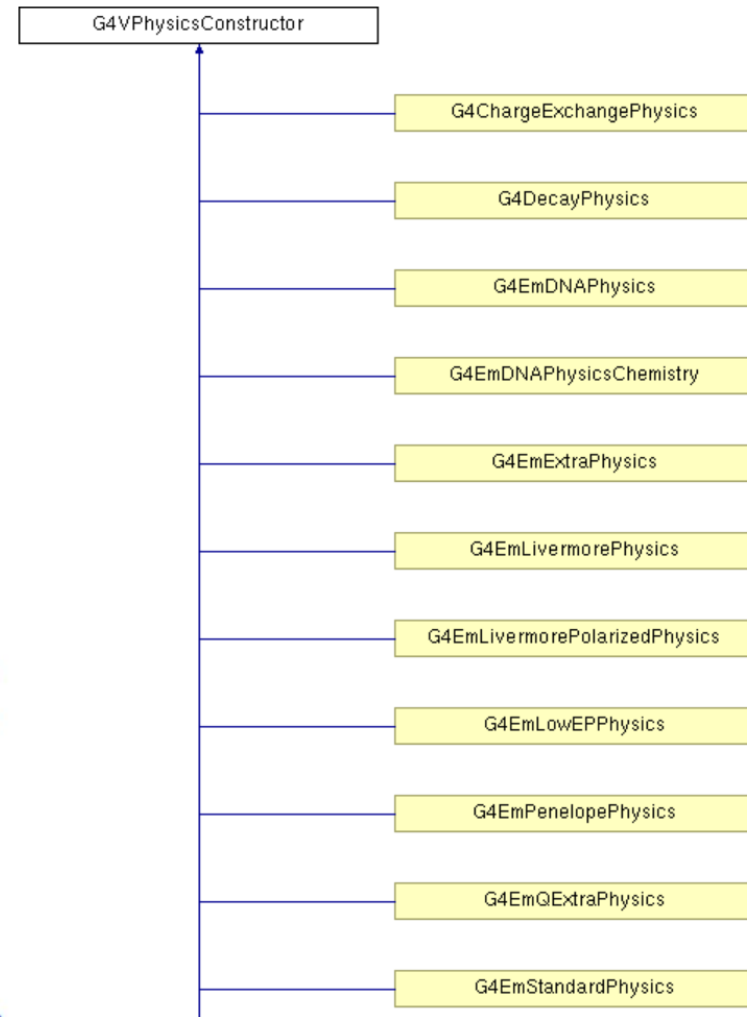 G4VPhysicsConstructor
G4ChargeExchangePhysics
G4DecayPhysics
G4EmDNAPhysics
G4EmDNAPhysicsChemistry
G4EmExtraPhysics
G4EmLivermorePhysics
G4EmLivermorePolarizedPhysics
G4EmLowEPPhysics
G4EmPenelopePhysics
G4EmQExtraPhysics
G4EmStandardPhysics